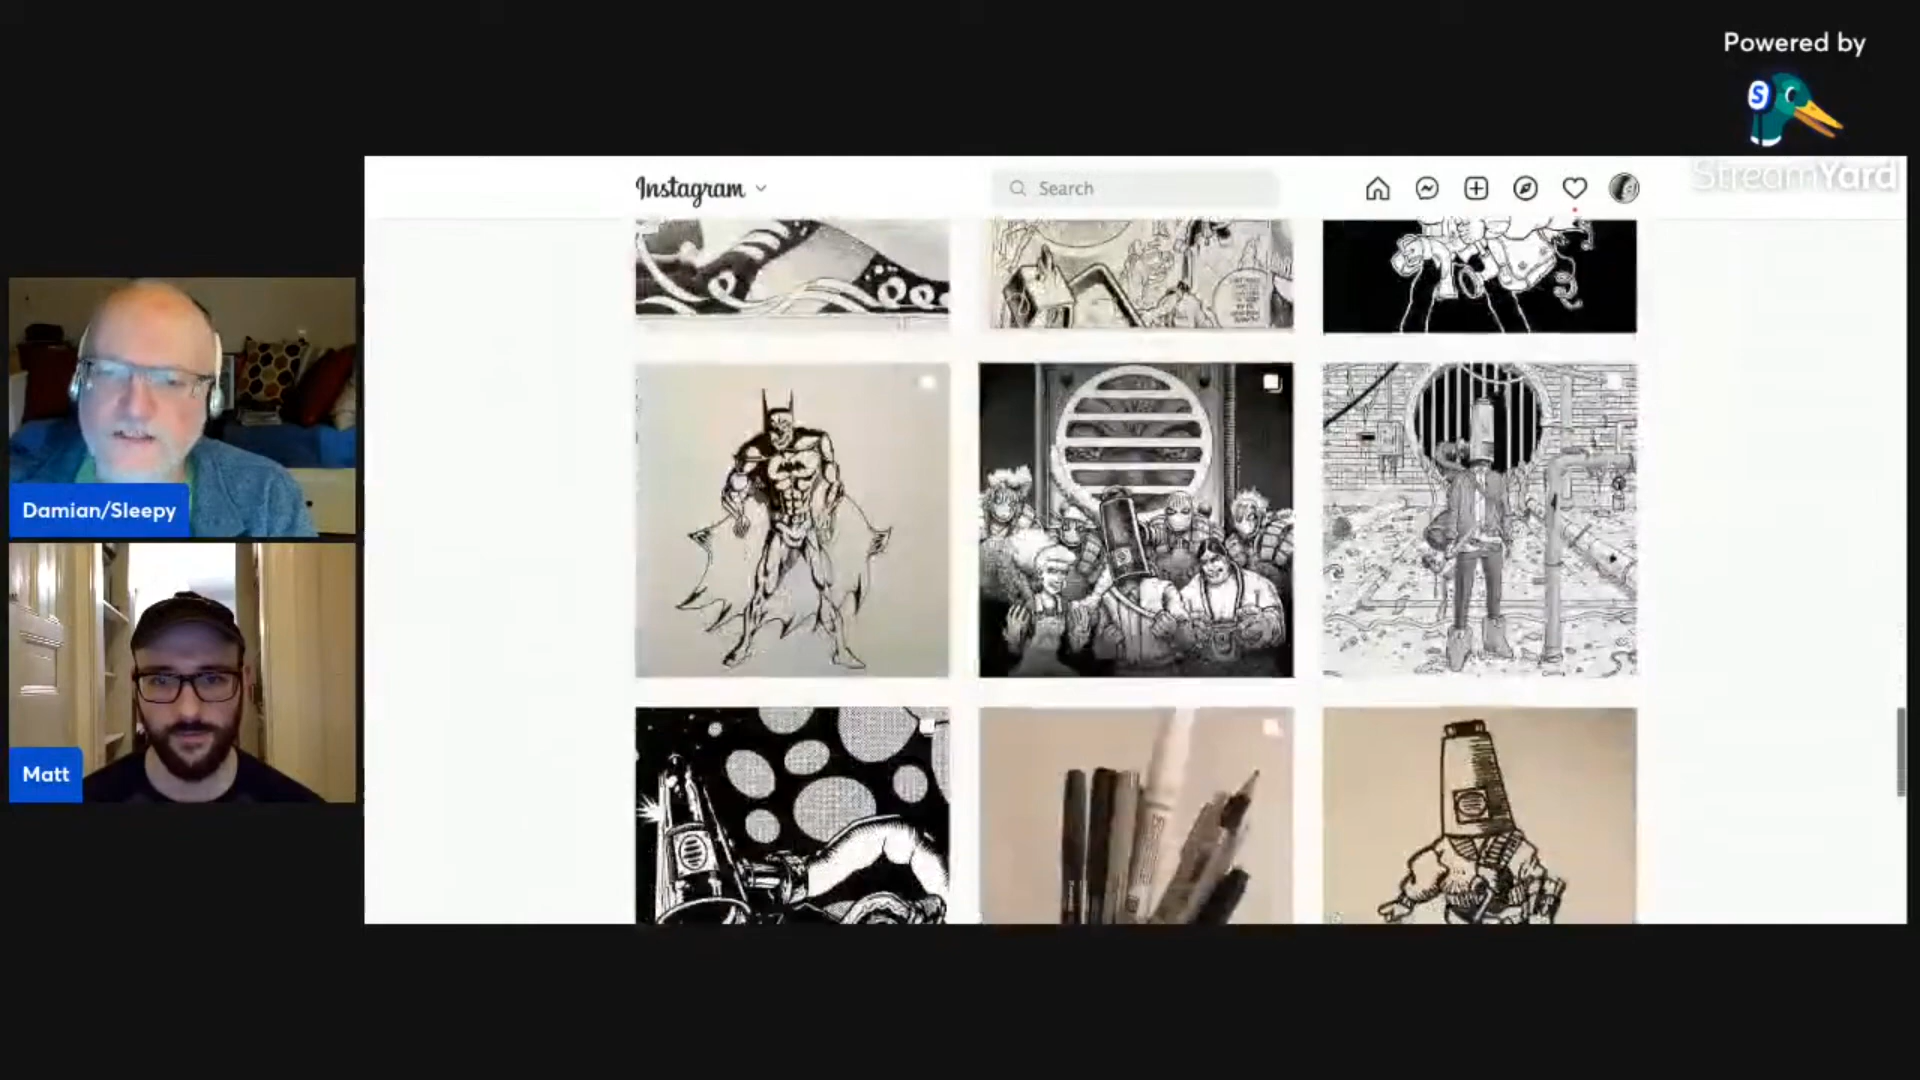 Powered by
S
StreamYard
Instagram
Search
Damian/Sleepy
Matt